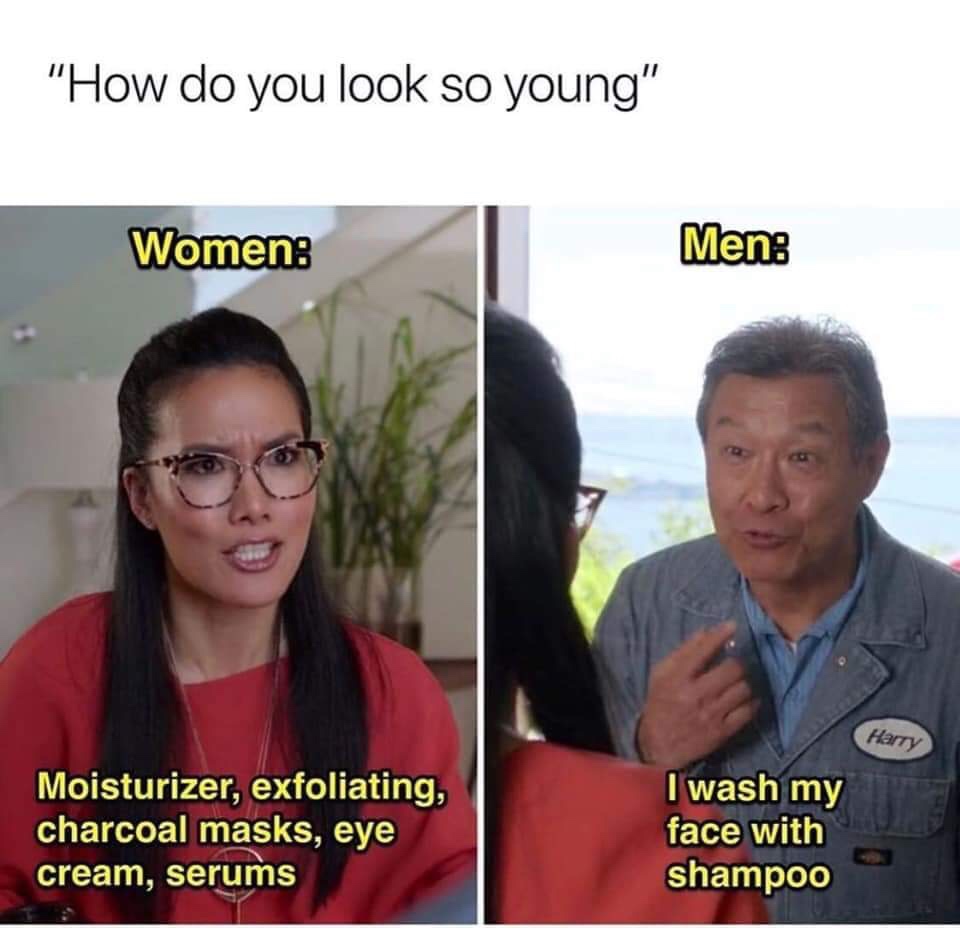 "How do you look so young"
Women:
Moisturizer, exfoliating,
charcoal masks, eye
cream, serums
Men:
I wash my
face with
shampoo
Harry